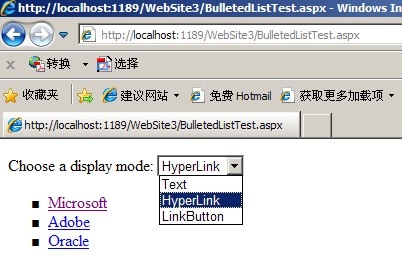 http://localhost:1189/WebSite3/BulletedListTest.aspx - Windows In
http://localhost:1189/WebSite3/BulletedListTest.aspx
x 转换 选择
收藏夹 建议网站 免费 Hotmail 获取更多加载项
http://localhost:1189/WebSite3/BulletedListTest.aspx
Choose a display mode: HyperLink
Text
HyperLink
LinkButton
Microsoft
Adobe
Oracle